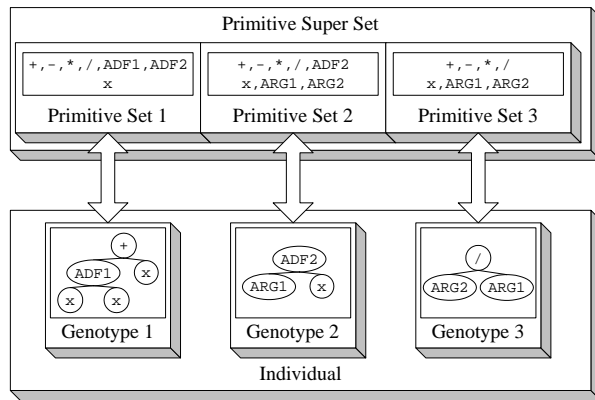 Primitive Super Set
+,-,*,/,ADF1,ADF2
x
Primitive Set 1
+,-,*,/,ADF2
x,ARG1,ARG2
Primitive Set 2
+,-,*,/
x,ARG1,ARG2
Primitive Set 3
+
ADF1
x
x
x
Genotype 1
ADF2
ARG1
x
Genotype 2
/
ARG2
ARG1
Genotype 3
Individual